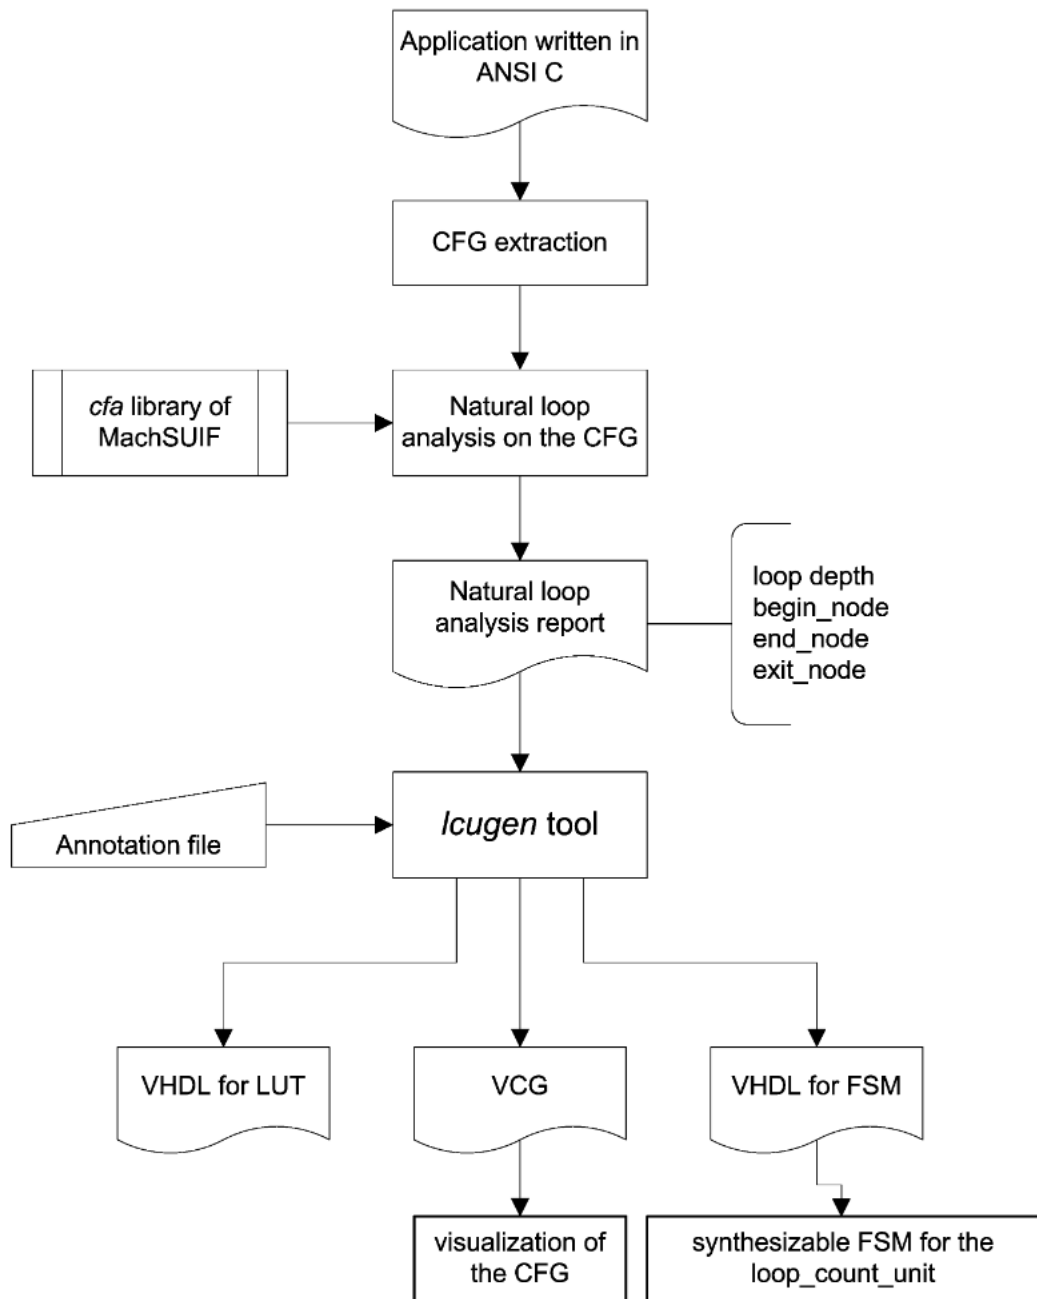 Application written in
ANSI C
CFG extraction
cfa library of
MachSUIF
Natural loop
analysis on the CFG
Natural loop
analysis report
loop depth
begin_node
end_node
exit_node
Annotation file
lcugen tool
VHDL for LUT
VCG
VHDL for FSM
visualization of
the CFG
synthesizable FSM for the
loop_count_unit